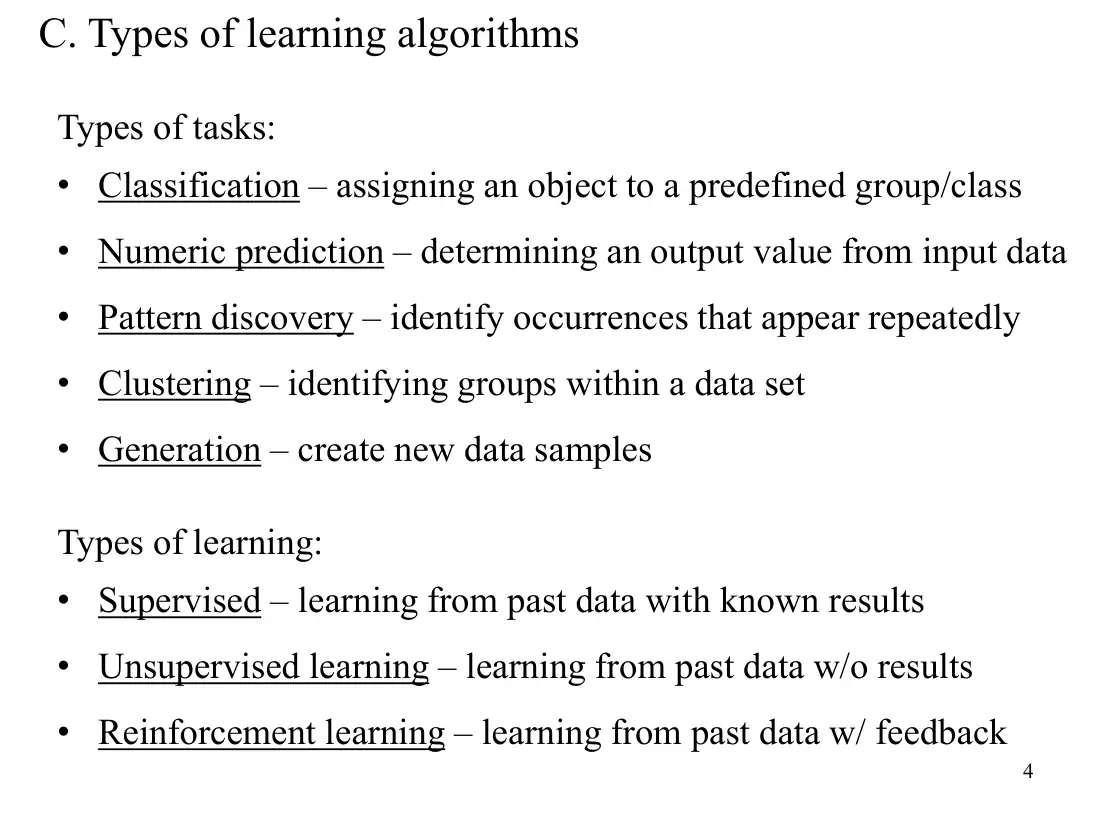 C. Types of learning algorithms
Types of tasks:
• Classification – assigning an object to a predefined group/class
• Numeric prediction – determining an output value from input data
• Pattern discovery – identify occurrences that appear repeatedly
• Clustering – identifying groups within a data set
• Generation – create new data samples
Types of learning:
• Supervised – learning from past data with known results
• Unsupervised learning – learning from past data w/o results
• Reinforcement learning – learning from past data w/ feedback
4